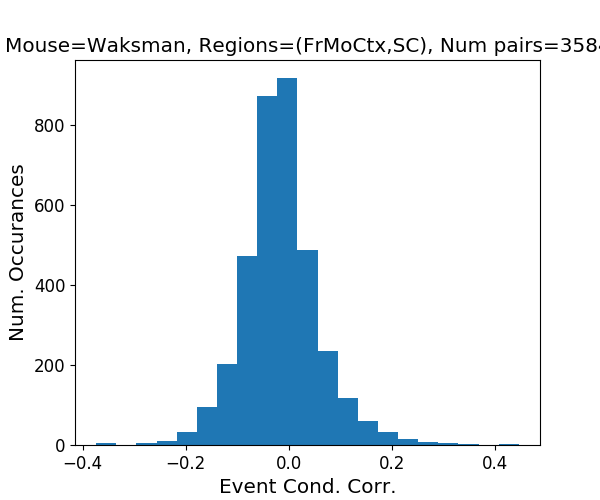 Mouse=Waksman, Regions=(FrMoCtx,SC), Num pairs=3584
Num. Occurances
800
600
400
200
0
−0.4 −0.2 0.0 0.2 0.4
Event Cond. Corr.